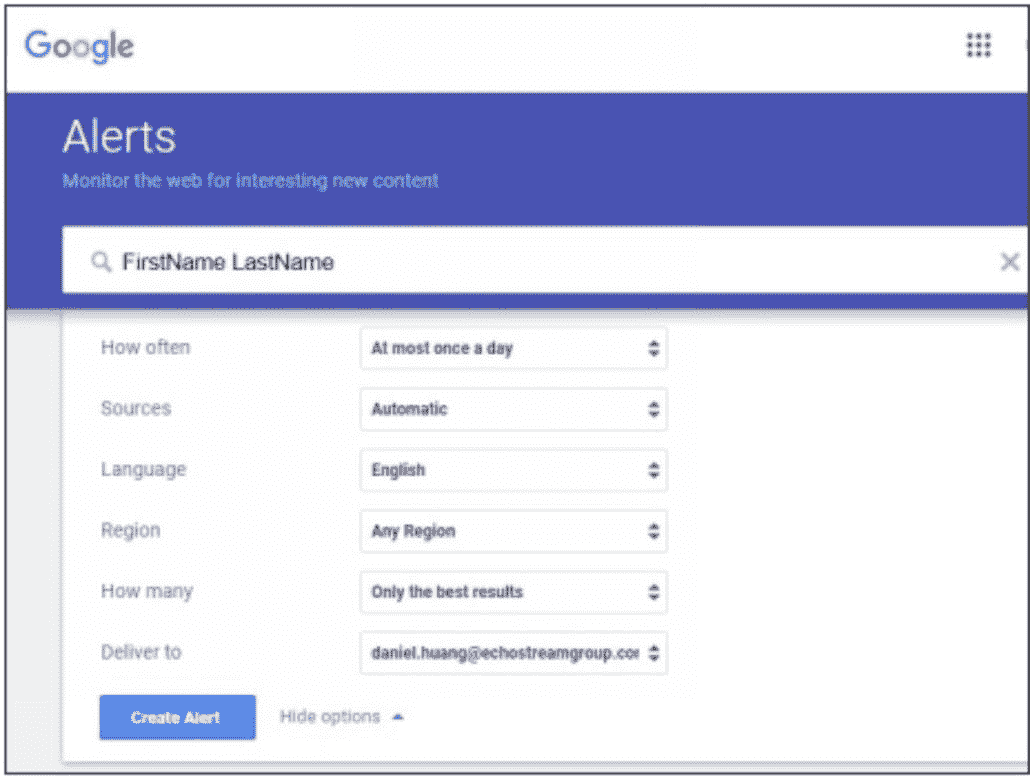 Google
Alerts
Monitor the web for interesting new content
FirstName LastName
How often At most once a day
Sources Automatic
Language English
Region Any Region
How many Only the best results
Deliver to daniel.huang@echostreamgroup.cor
Create Alert Hide options